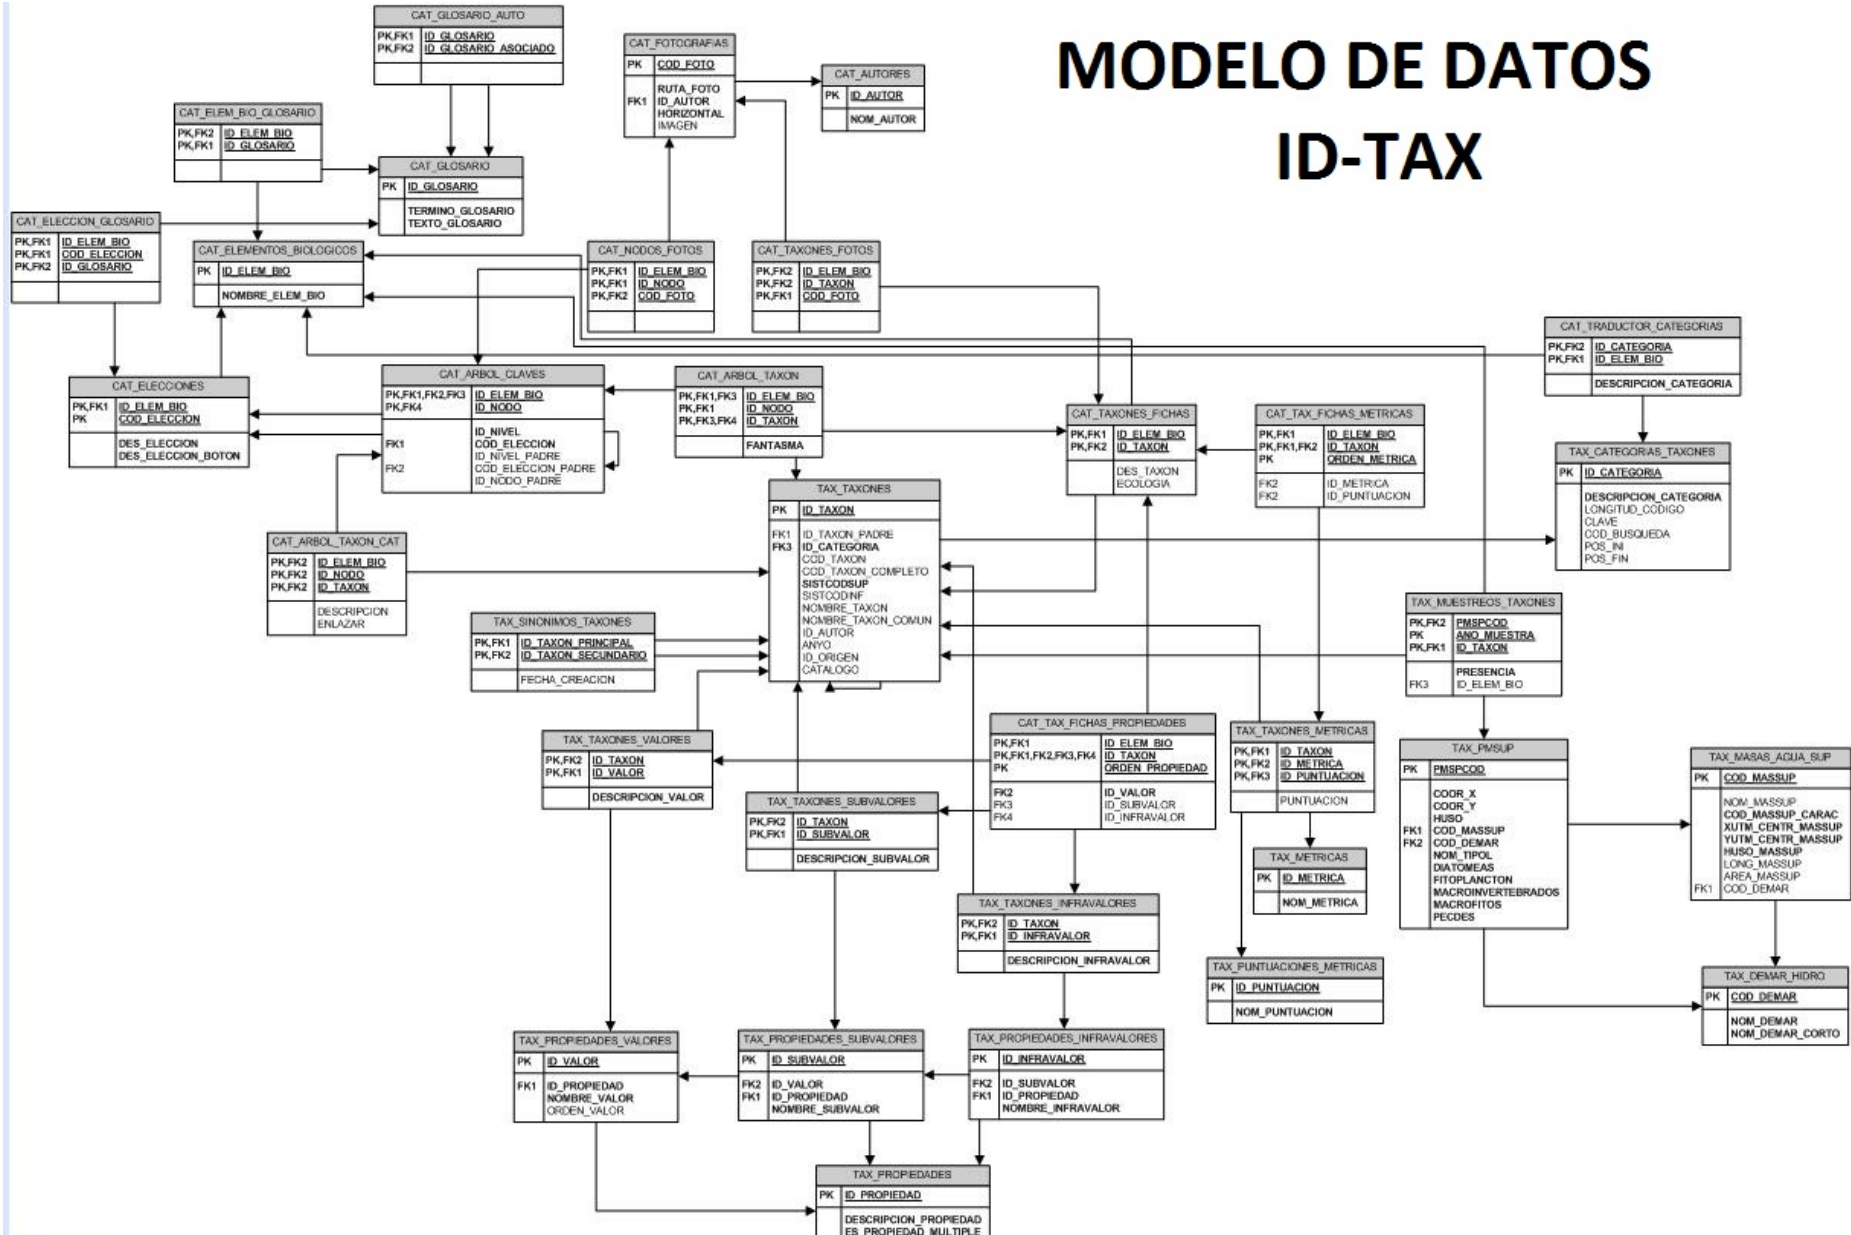 MODELO DE DATOS
ID-TAX
CAT_GLOSARIO_AUTO
PK,FK1 ID_GLOSARIO
PK,FK2 ID_GLOSARIO_ASOCIADO
CAT_FOTOGRAFIAS
PK COD_FOTO
RUTA_FOTO
FK1 ID_AUTOR
HORIZONTAL
IMAGEN
CAT_AUTORES
PK ID_AUTOR
NOM_AUTOR
CAT_ELEM_BIO_GLOSARIO
PK,FK2 ID_ELEM_BIO
PK,FK1 ID_GLOSARIO
CAT_GLOSARIO
PK ID_GLOSARIO
TERMINO_GLOSARIO
TEXTO_GLOSARIO
CAT_ELECCION_GLOSARIO
PK,FK1 ID_ELEM_BIO
PK,FK1 COD_ELECCION
PK,FK2 ID_GLOSARIO
CAT_ELEMENTOS_BIOLOGICOS
PK ID_ELEM_BIO
NOMBRE_ELEM_BIO
CAT_NODOS_FOTOS
PK,FK1 ID_ELEM_BIO
PK,FK1 ID_NODO
PK,FK2 COD_FOTO
CAT_TAXONES_FOTOS
PK,FK2 ID_ELEM_BIO
PK,FK2 ID_TAXON
PK,FK1 COD_FOTO
CAT_TRADUCTOR_CATEGORIAS
PK,FK2 ID_CATEGORIA
PK,FK1 ID_ELEM_BIO
DESCRIPCION_CATEGORIA
CAT_ELECCIONES
PK,FK1 ID_ELEM_BIO
PK COD_ELECCION
DES_ELECCION
DES_ELECCION_BOTON
CAT_ARBOL_CLAVES
PK,FK1,FK2,FK3 ID_ELEM_BIO
PK,FK4 ID_NODO
ID_NIVEL
FK1 COD_ELECCION
ID_NIVEL_PADRE
FK2 COD_ELECCION_PADRE
ID_NODO_PADRE
CAT_ARBOL_TAXON
PK,FK1,FK3 ID_ELEM_BIO
PK,FK1 ID_NODO
PK,FK3,FK4 ID_TAXON
FANTASMA
CAT_TAXONES_FICHAS
PK,FK1 ID_ELEM_BIO
PK,FK2 ID_TAXON
DES_TAXON
ECOLOGIA
CAT_TAX_FICHAS_METRICAS
PK,FK1 ID_ELEM_BIO
PK,FK1,FK2 ID_TAXON
PK ORDEN_METRICA
FK2 ID_METRICA
FK2 ID_PUNTUACION
TAX_CATEGORIAS_TAXONES
PK ID_CATEGORIA
DESCRIPCION_CATEGORIA
LONGITUD_CODIGO
CLAVE
COD_BUSQUEDA
POS_INI
POS_FIN
TAX_TAXONES
PK ID_TAXON
FK1 ID_TAXON_PADRE
FK3 ID_CATEGORIA
COD_TAXON
COD_TAXON_COMPLETO
SISTCODSUP
SISTCODINF
NOMBRE_TAXON
NOMBRE_TAXON_COMUN
ID_AUTOR
ANYO
ID_ORIGEN
CATALOGO
CAT_ARBOL_TAXON_CAT
PK,FK2 ID_ELEM_BIO
PK,FK2 ID_NODO
PK,FK2 ID_TAXON
DESCRIPCION
ENLAZAR
TAX_SINONIMOS_TAXONES
PK,FK1 ID_TAXON_PRINCIPAL
PK,FK2 ID_TAXON_SECUNDARIO
FECHA_CREACION
TAX_MUESTREOS_TAXONES
PK,FK2 PMSPCOD
PK ANO_MUESTRA
PK,FK1 ID_TAXON
PRESENCIA
FK3 ID_ELEM_BIO
TAX_TAXONES_VALORES
PK,FK2 ID_TAXON
PK,FK1 ID_VALOR
DESCRIPCION_VALOR
CAT_TAX_FICHAS_PROPIEDADES
PK,FK1 ID_ELEM_BIO
PK,FK1,FK2,FK3,FK4 ID_TAXON
PK ORDEN_PROPIEDAD
FK2 ID_VALOR
FK3 ID_SUBVALOR
FK4 ID_INFRAVALOR
TAX_TAXONES_METRICAS
PK,FK1 ID_TAXON
PK,FK2 ID_METRICA
PK,FK3 ID_PUNTUACION
PUNTUACION
TAX_PMSUP
PK PMSPCOD
COOR_X
COOR_Y
HUSO
FK1 COD_MASSUP
FK2 COD_DEMAR
NOM_TIPOL
DIATOMEAS
FITOPLANCTON
MACROINVERTEBRADOS
MACROFITOS
PECDES
TAX_MASAS_AGUA_SUP
PK COD_MASSUP
NOM_MASSUP
COD_MASSUP_CARAC
XUTM_CENTR_MASSUP
YUTM_CENTR_MASSUP
HUSO_MASSUP
LONG_MASSUP
AREA_MASSUP
FK1 COD_DEMAR
TAX_TAXONES_SUBVALORES
PK,FK2 ID_TAXON
PK,FK1 ID_SUBVALOR
DESCRIPCION_SUBVALOR
TAX_METRICAS
PK ID_METRICA
NOM_METRICA
TAX_TAXONES_INFRAVALORES
PK,FK2 ID_TAXON
PK,FK1 ID_INFRAVALOR
DESCRIPCION_INFRAVALOR
TAX_PUNTUACIONES_METRICAS
PK ID_PUNTUACION
NOM_PUNTUACION
TAX_DEMAR_HIDRO
PK COD_DEMAR
NOM_DEMAR
NOM_DEMAR_CORTO
TAX_PROPIEDADES_VALORES
PK ID_VALOR
FK1 ID_PROPIEDAD
NOMBRE_VALOR
ORDEN_VALOR
TAX_PROPIEDADES_SUBVALORES
PK ID_SUBVALOR
FK2 ID_VALOR
FK1 ID_PROPIEDAD
NOMBRE_SUBVALOR
TAX_PROPIEDADES_INFRAVALORES
PK ID_INFRAVALOR
FK2 ID_SUBVALOR
FK1 ID_PROPIEDAD
NOMBRE_INFRAVALOR
TAX_PROPIEDADES
PK ID_PROPIEDAD
DESCRIPCION_PROPIEDAD
ES_PROPIEDAD_MULTIPLE